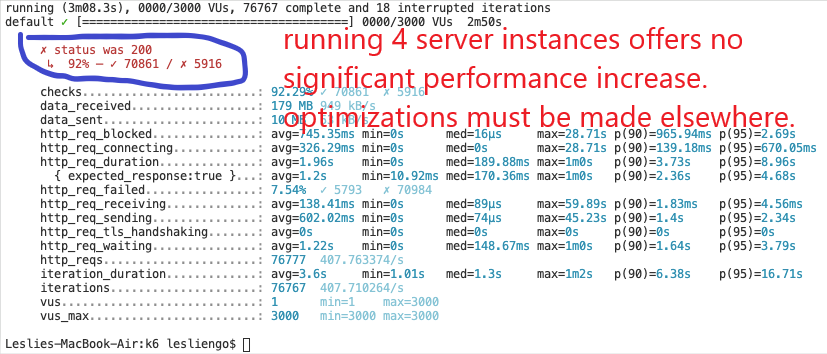 running (3m08.3s), 0000/3000 VUs, 76767 complete and 18 interrupted iterations
default ✓ [======================================] 0000/3000 VUs  2m50s
running 4 server instances offers no
significant performance increase.
optimizations must be made elsewhere.
✗ status was 200
↳  92% — ✓ 70861 / ✗ 5916
checks.........................: 92.29% ✓ 70861 ✗ 5916
data_received..................: 179 MB 949 kB/s
data_sent......................: 10 MB
http_req_blocked...............: avg=745.35ms min=0s      med=16µs     max=28.71s p(90)=965.94ms p(95)=2.69s
http_req_connecting............: avg=326.29ms min=0s      med=0s       max=28.71s p(90)=139.18ms p(95)=670.05ms
http_req_duration..............: avg=1.96s    min=0s      med=189.88ms max=1m0s   p(90)=3.73s    p(95)=8.96s
{ expected_response:true }...: avg=1.2s     min=10.92ms med=170.36ms max=1m0s   p(90)=2.36s    p(95)=4.68s
http_req_failed................: 7.54%  ✓ 5793  ✗ 70984
http_req_receiving.............: avg=138.41ms min=0s      med=89µs     max=59.89s p(90)=1.83ms   p(95)=4.56ms
http_req_sending...............: avg=602.02ms min=0s      med=74µs     max=45.23s p(90)=1.4s     p(95)=2.34s
http_req_tls_handshaking.......: avg=0s       min=0s      med=0s       max=0s     p(90)=0s       p(95)=0s
http_req_waiting...............: avg=1.22s    min=0s      med=148.67ms max=1m0s   p(90)=1.64s    p(95)=3.79s
http_reqs......................: 76777  407.763374/s
iteration_duration.............: avg=3.6s     min=1.01s   med=1.3s     max=1m2s   p(90)=6.38s    p(95)=16.71s
iterations.....................: 76767  407.710264/s
vus............................: 1      min=1    max=3000
vus_max........................: 3000   min=3000 max=3000
Leslies-MacBook-Air:k6 lesliengo$